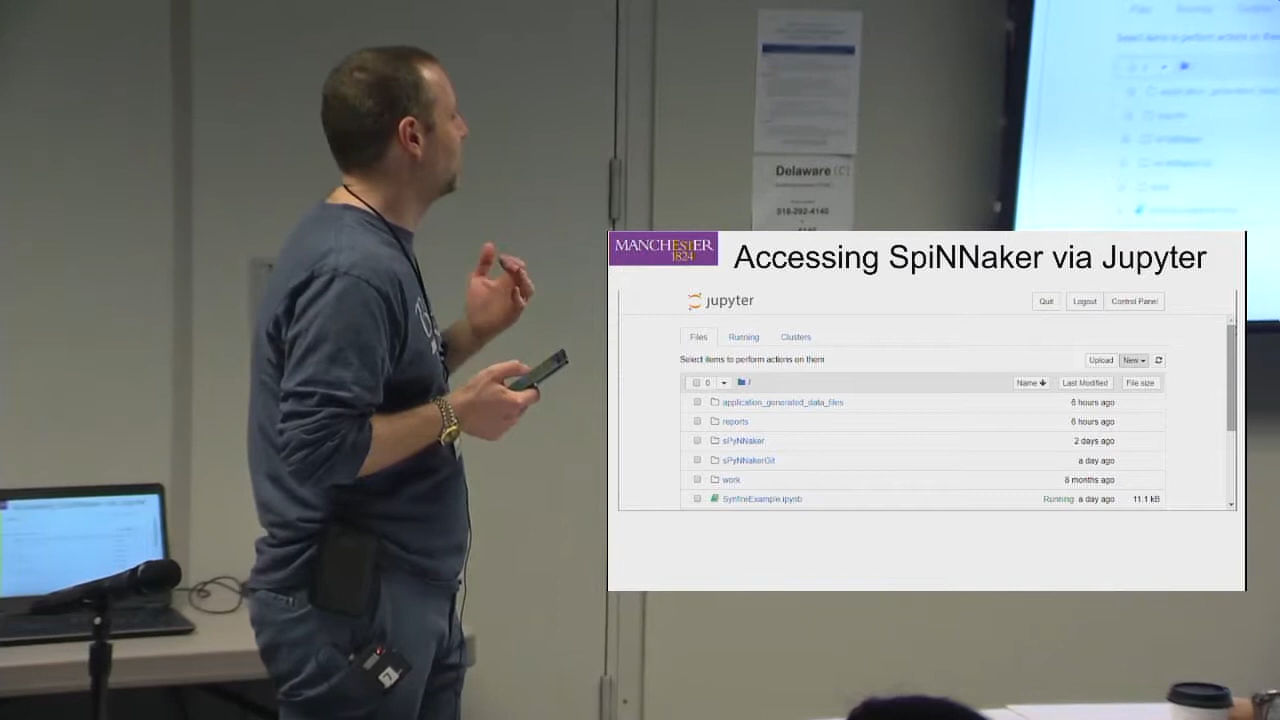 Delaware (C)
518-292-4140
MANCHESTER
1824
Accessing SpiNNaker via Jupyter
jupyter
Quit Logout Control Panel
Files Running Clusters
Select items to perform actions on them
Upload New
0 / Name Last Modified File size
application_generated_data_files 6 hours ago
reports 6 hours ago
sPyNNaker 2 days ago
sPyNNakerGit a day ago
work 8 months ago
SynfireExample.ipynb Running a day ago 11.1 kB
7